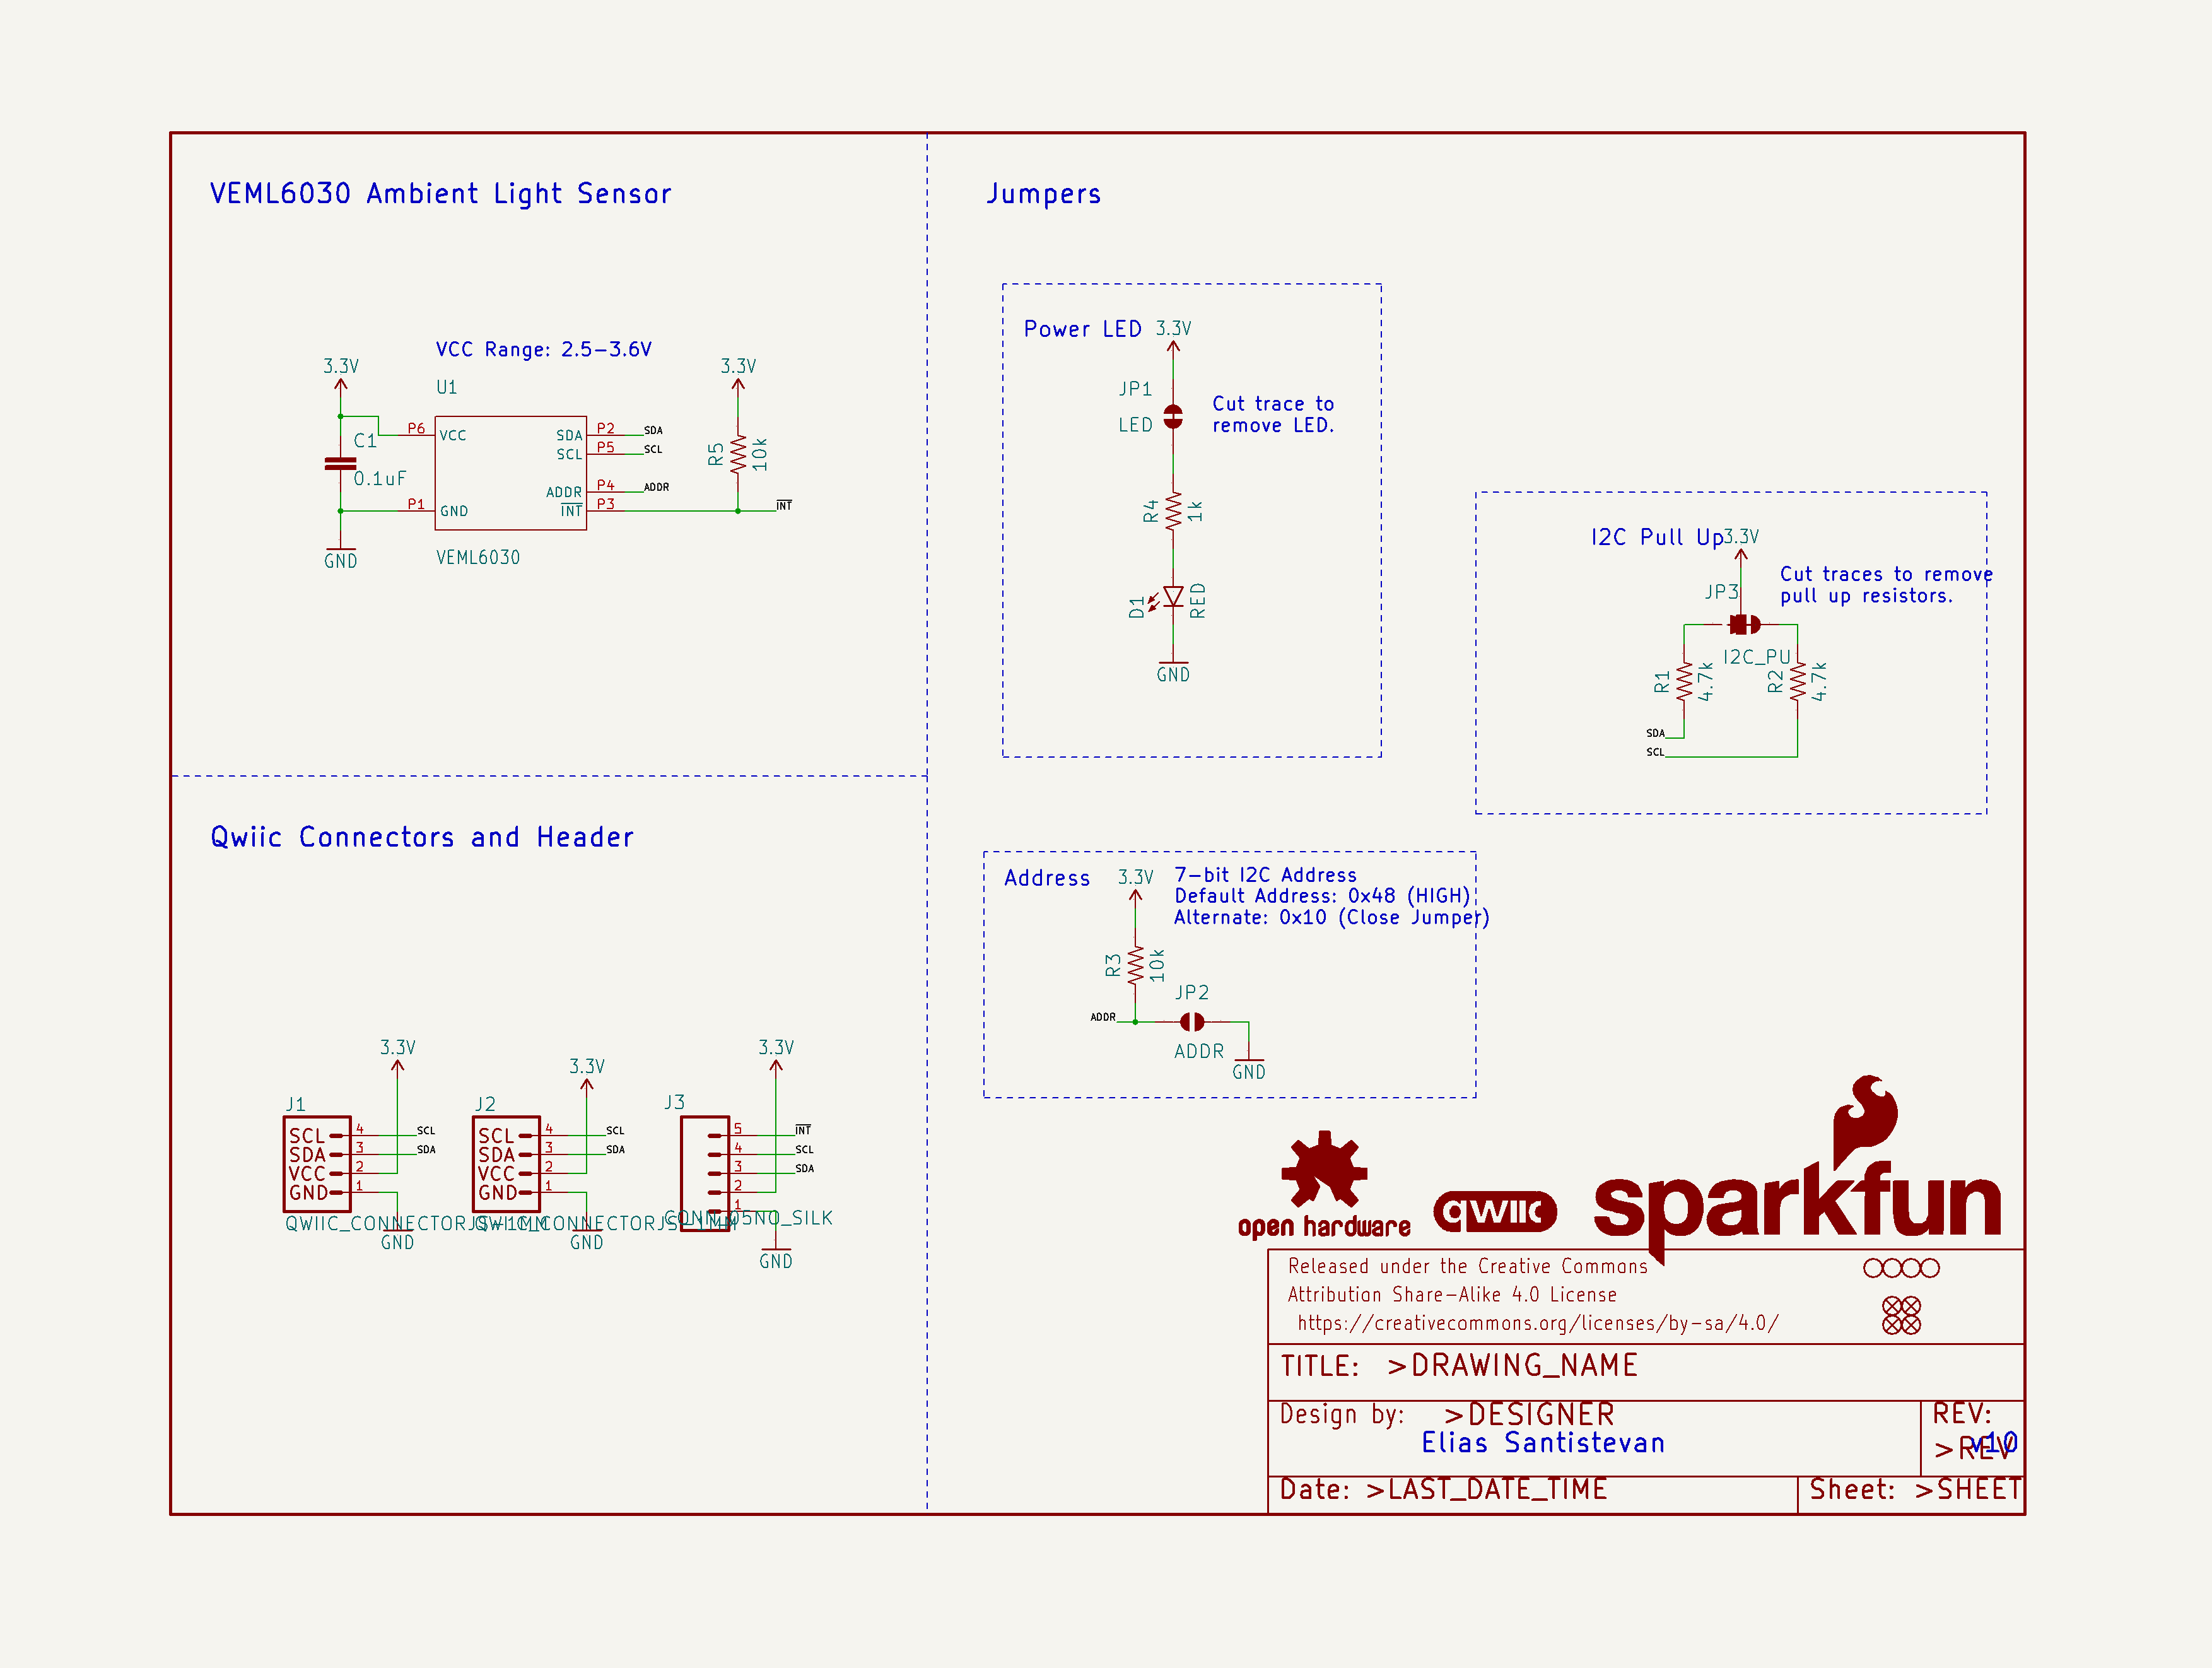 VEML6030 Ambient Light Sensor
VCC Range: 2.5-3.6V
3.3V
U1
3.3V
C1
0.1uF
P6
VCC
SDA
P2
SDA
SCL
P5
SCL
ADDR
P4
ADDR
P1
GND
INT
P3
INT
R5
10k
GND
VEML6030
Jumpers
Power LED
3.3V
JP1
LED
Cut trace to
remove LED.
R4
1k
D1
RED
GND
I2C Pull Up
3.3V
Cut traces to remove
pull up resistors.
JP3
I2C_PU
R1
4.7k
R2
4.7k
SDA
SCL
Address
3.3V
7-bit I2C Address
Default Address: 0x48 (HIGH)
Alternate: 0x10 (Close Jumper)
R3
10k
JP2
ADDR
ADDR
GND
Qwiic Connectors and Header
3.3V
J1
SCL
4
SCL
SDA
3
SDA
VCC
2
GND
1
QWIIC_CONNECTORJS-1MM
GND
3.3V
J2
SCL
4
SCL
SDA
3
SDA
VCC
2
GND
1
QWIIC_CONNECTORJS-1MM
GND
3.3V
J3
5
INT
4
SCL
3
SDA
2
1
CONN_05NO_SILK
GND
open hardware
qwiic
sparkfun
Released under the Creative Commons
Attribution Share-Alike 4.0 License
https://creativecommons.org/licenses/by-sa/4.0/
TITLE: >DRAWING_NAME
Design by: >DESIGNER
Elias Santistevan
REV:
>REV
v10
Date: >LAST_DATE_TIME
Sheet: >SHEET